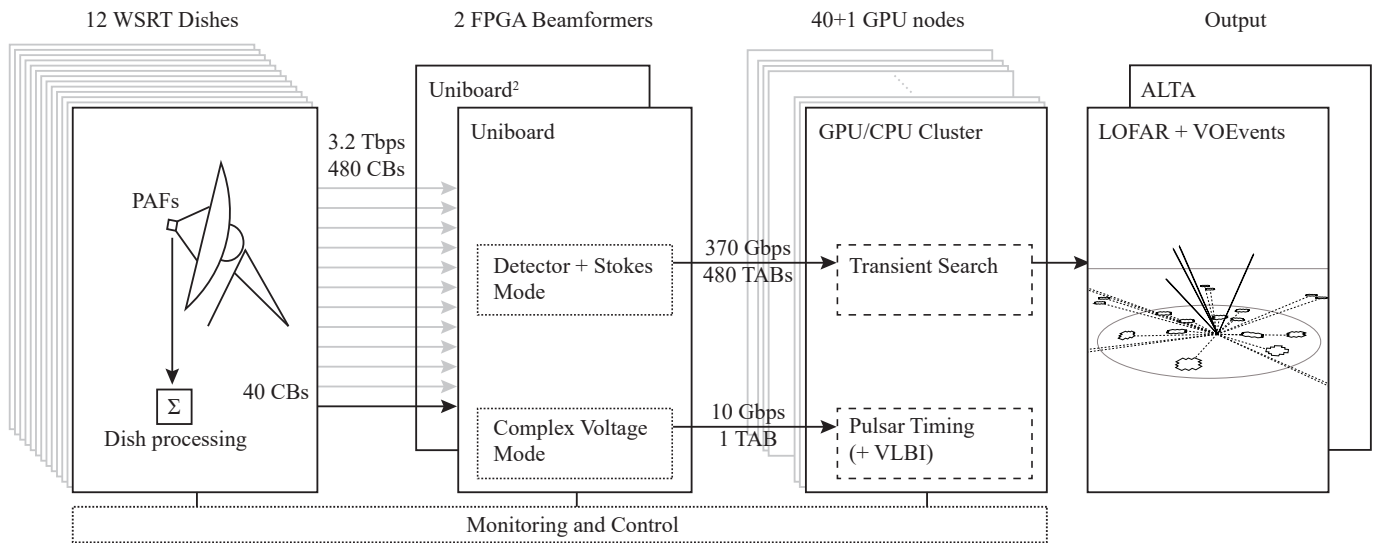 12 WSRT Dishes
2 FPGA Beamformers
40+1 GPU nodes
Output
Uniboard²
ALTA
Uniboard
GPU/CPU Cluster
LOFAR + VOEvents
3.2 Tbps
480 CBs
PAFs
370 Gbps
480 TABs
Detector + Stokes
Mode
Transient Search
40 CBs
Σ
Dish processing
10 Gbps
1 TAB
Complex Voltage
Mode
Pulsar Timing
(+ VLBI)
Monitoring and Control